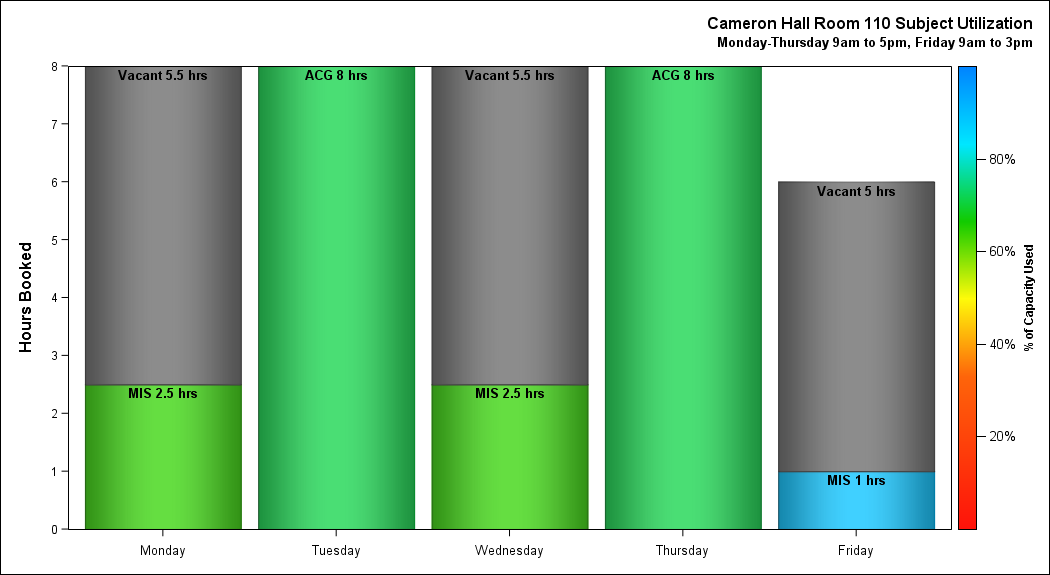 Cameron Hall Room 110 Subject Utilization
Monday-Thursday 9am to 5pm, Friday 9am to 3pm
Hours Booked
8
7
6
5
4
3
2
1
0
Vacant 5.5 hrs
MIS 2.5 hrs
ACG 8 hrs
Vacant 5.5 hrs
MIS 2.5 hrs
ACG 8 hrs
Vacant 5 hrs
MIS 1 hrs
Monday
Tuesday
Wednesday
Thursday
Friday
80%
60%
40%
20%
% of Capacity Used